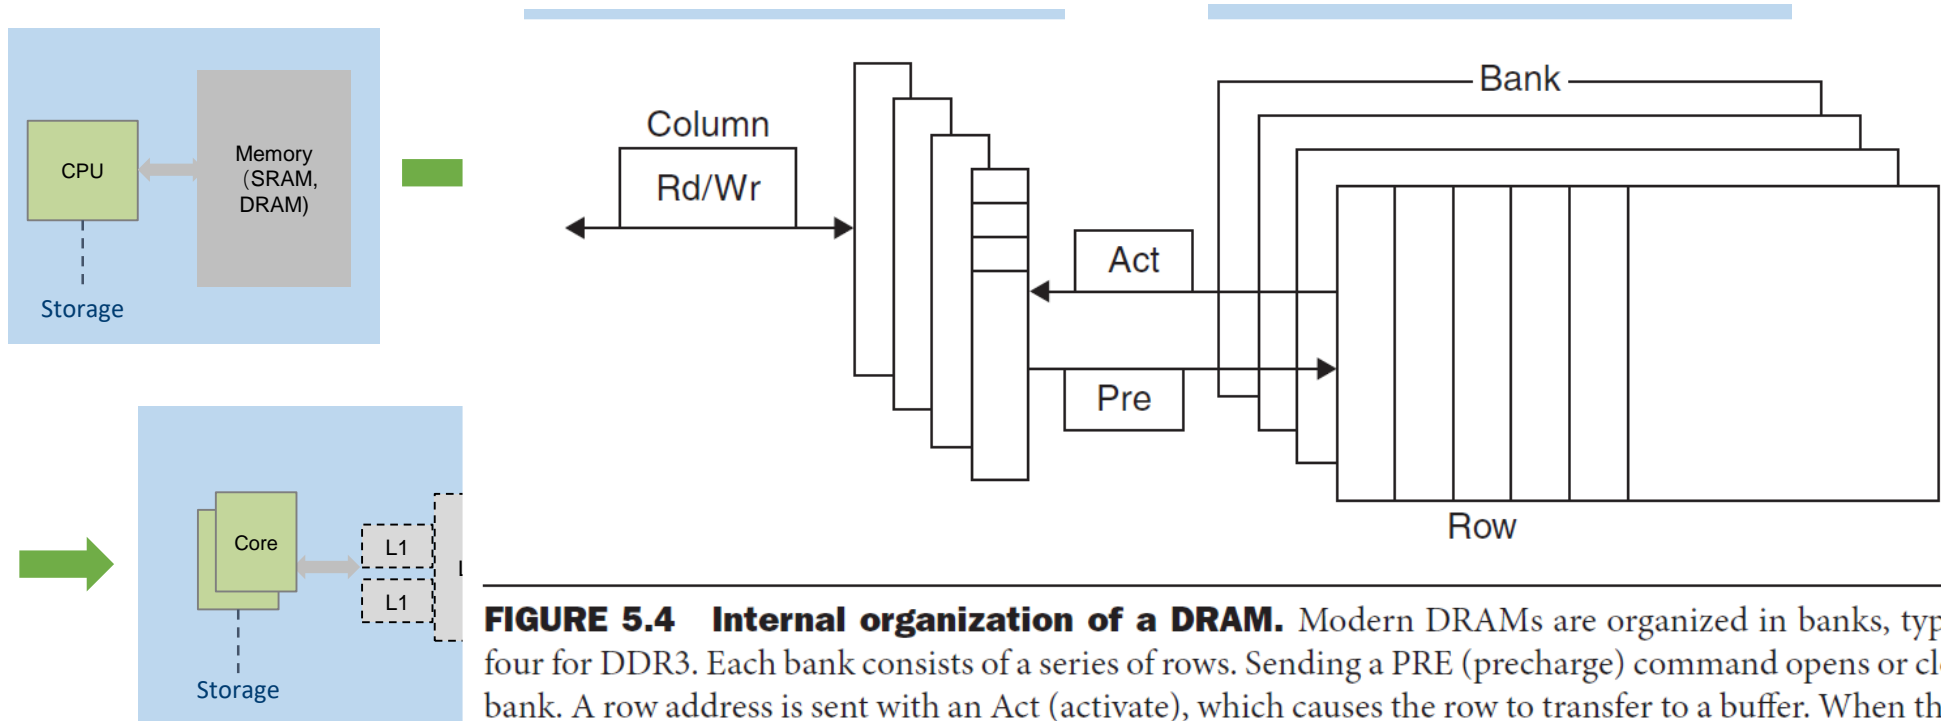 CPU
Memory
(SRAM,
DRAM)
Storage
Column
Rd/Wr
Bank
Act
Pre
Row
Core
L1
L1
Storage
FIGURE 5.4 Internal organization of a DRAM. Modern DRAMs are organized in banks,
four for DDR3. Each bank consists of a series of rows. Sending a PRE (precharge) command opens or
bank. A row address is sent with an Act (activate), which causes the row to transfer to a buffer. When